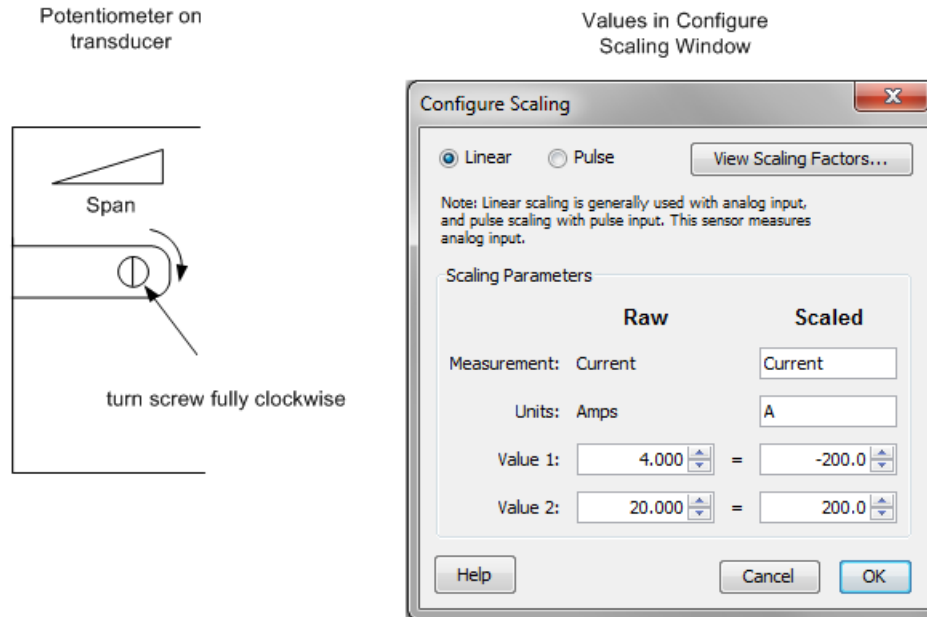 Potentiometer on
transducer
Span
turn screw fully clockwise
Values in Configure
Scaling Window
Configure Scaling
Linear Pulse View Scaling Factors...
Note: Linear scaling is generally used with analog input,
and pulse scaling with pulse input. This sensor measures
analog input.
Scaling Parameters
Raw Scaled
Measurement: Current Current
Units: Amps A
Value 1: 4.000 = -200.0
Value 2: 20.000 = 200.0
Help Cancel OK